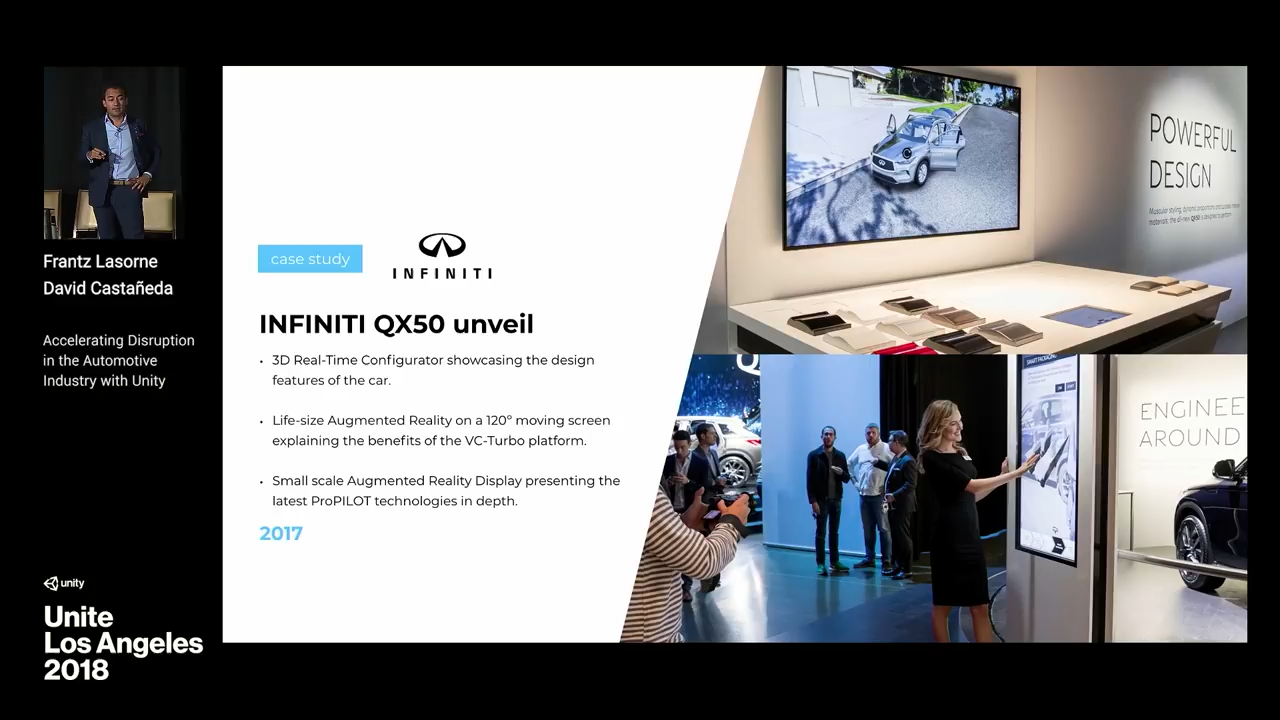 Frantz Lasorne
David Castañeda
Accelerating Disruption
in the Automotive
Industry with Unity
unity
Unite
Los Angeles
2018
case study
INFINITI
INFINITI QX50 unveil
• 3D Real-Time Configurator showcasing the design
features of the car.
• Life-size Augmented Reality on a 120° moving screen
explaining the benefits of the VC-Turbo platform.
• Small scale Augmented Reality Display presenting the
latest ProPILOT technologies in depth.
2017
POWERFUL
DESIGN
SMART PACKAGING
ENGINEE
AROUND